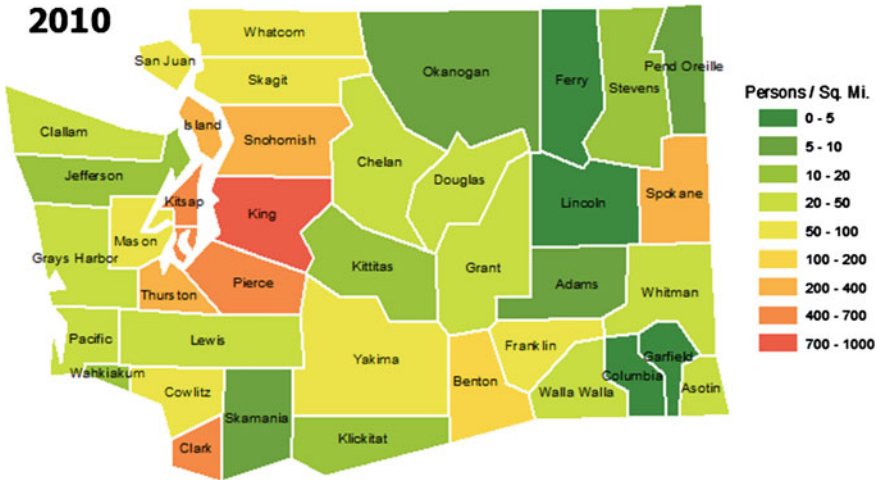 2010
Whatcom
San Juan
Skagit
Okanogan
Ferry
Stevens
Pend Oreille
Island
Clallam
Snohomish
Chelan
Jefferson
Douglas
Kitsap
King
Lincoln
Spokane
Mason
Grays Harbor
Kittitas
Grant
Thurston
Pierce
Adams
Whitman
Pacific
Lewis
Yakima
Franklin
Garfield
Wahkiakum
Cowlitz
Benton
Walla Walla
Columbia
Asotin
Skamania
Clark
Klickitat
Persons / Sq. Mi.
0 - 5
5 - 10
10 - 20
20 - 50
50 - 100
100 - 200
200 - 400
400 - 700
700 - 1000